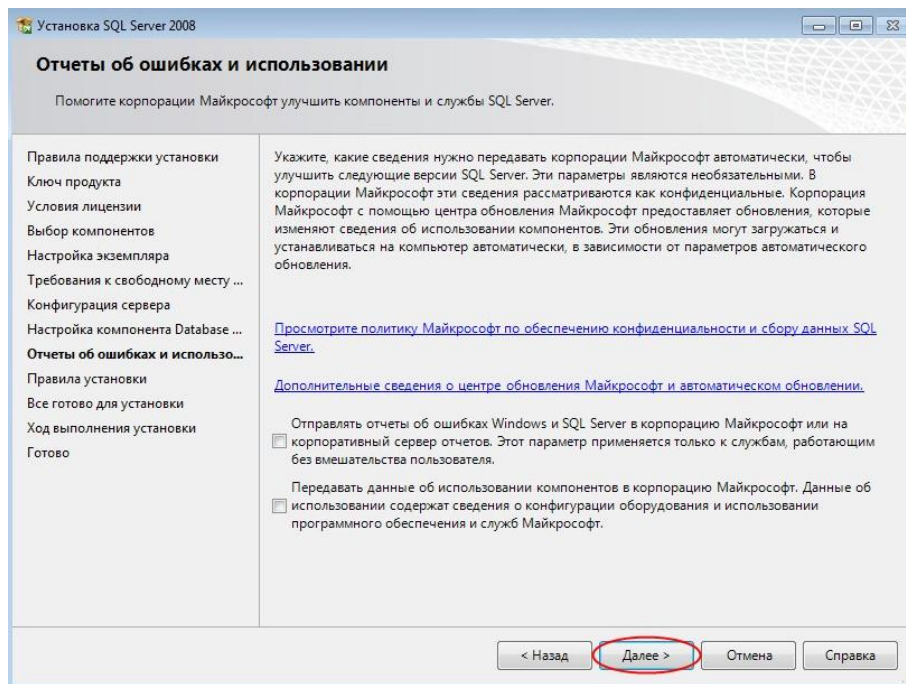 Установка SQL Server 2008
Отчеты об ошибках и использовании
Помогите корпорации Майкрософт улучшить компоненты и службы SQL Server.
Правила поддержки установки
Ключ продукта
Условия лицензии
Выбор компонентов
Настройка экземпляра
Требования к свободному месту ...
Конфигурация сервера
Настройка компонента Database ...
Отчеты об ошибках и использо...
Правила установки
Все готово для установки
Ход выполнения установки
Готово
Укажите, какие сведения нужно передавать корпорации Майкрософт автоматически, чтобы
улучшить следующие версии SQL Server. Эти параметры являются необязательными. В
корпорации Майкрософт эти сведения рассматриваются как конфиденциальные. Корпорация
Майкрософт с помощью центра обновления Майкрософт предоставляет обновления, которые
изменяют сведения об использовании компонентов. Эти обновления могут загружаться и
устанавливаться на компьютер автоматически, в зависимости от параметров автоматического
обновления.
Просмотрите политику Майкрософт по обеспечению конфиденциальности и сбору данных SQL
Server.
Дополнительные сведения о центре обновления Майкрософт и автоматическом обновлении.
Отправлять отчеты об ошибках Windows и SQL Server в корпорацию Майкрософт или на
корпоративный сервер отчетов. Этот параметр применяется только к службам, работающим
без вмешательства пользователя.
Передавать данные об использовании компонентов в корпорацию Майкрософт. Данные об
использовании содержат сведения о конфигурации оборудования и использовании
программного обеспечения и служб Майкрософт.
< Назад
Далее >
Отмена
Справка